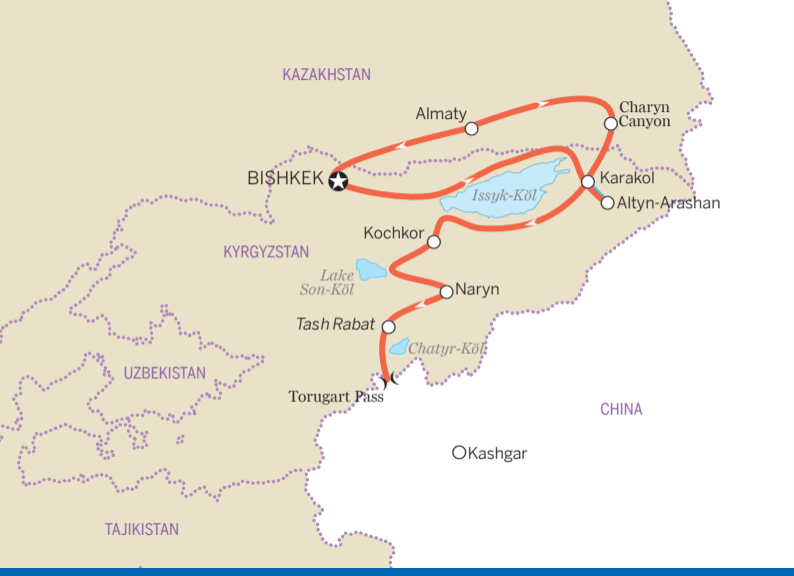 KAZAKHSTAN
Almaty
Charyn
Canyon
BISHKEK
Karakol
Issyk-Köl
Altyn-Arashan
Kochkor
KYRGYZSTAN
Lake
Son-Köl
Naryn
Tash Rabat
Chatyr-Köl
UZBEKISTAN
Torugart Pass
CHINA
Kashgar
TAJIKISTAN